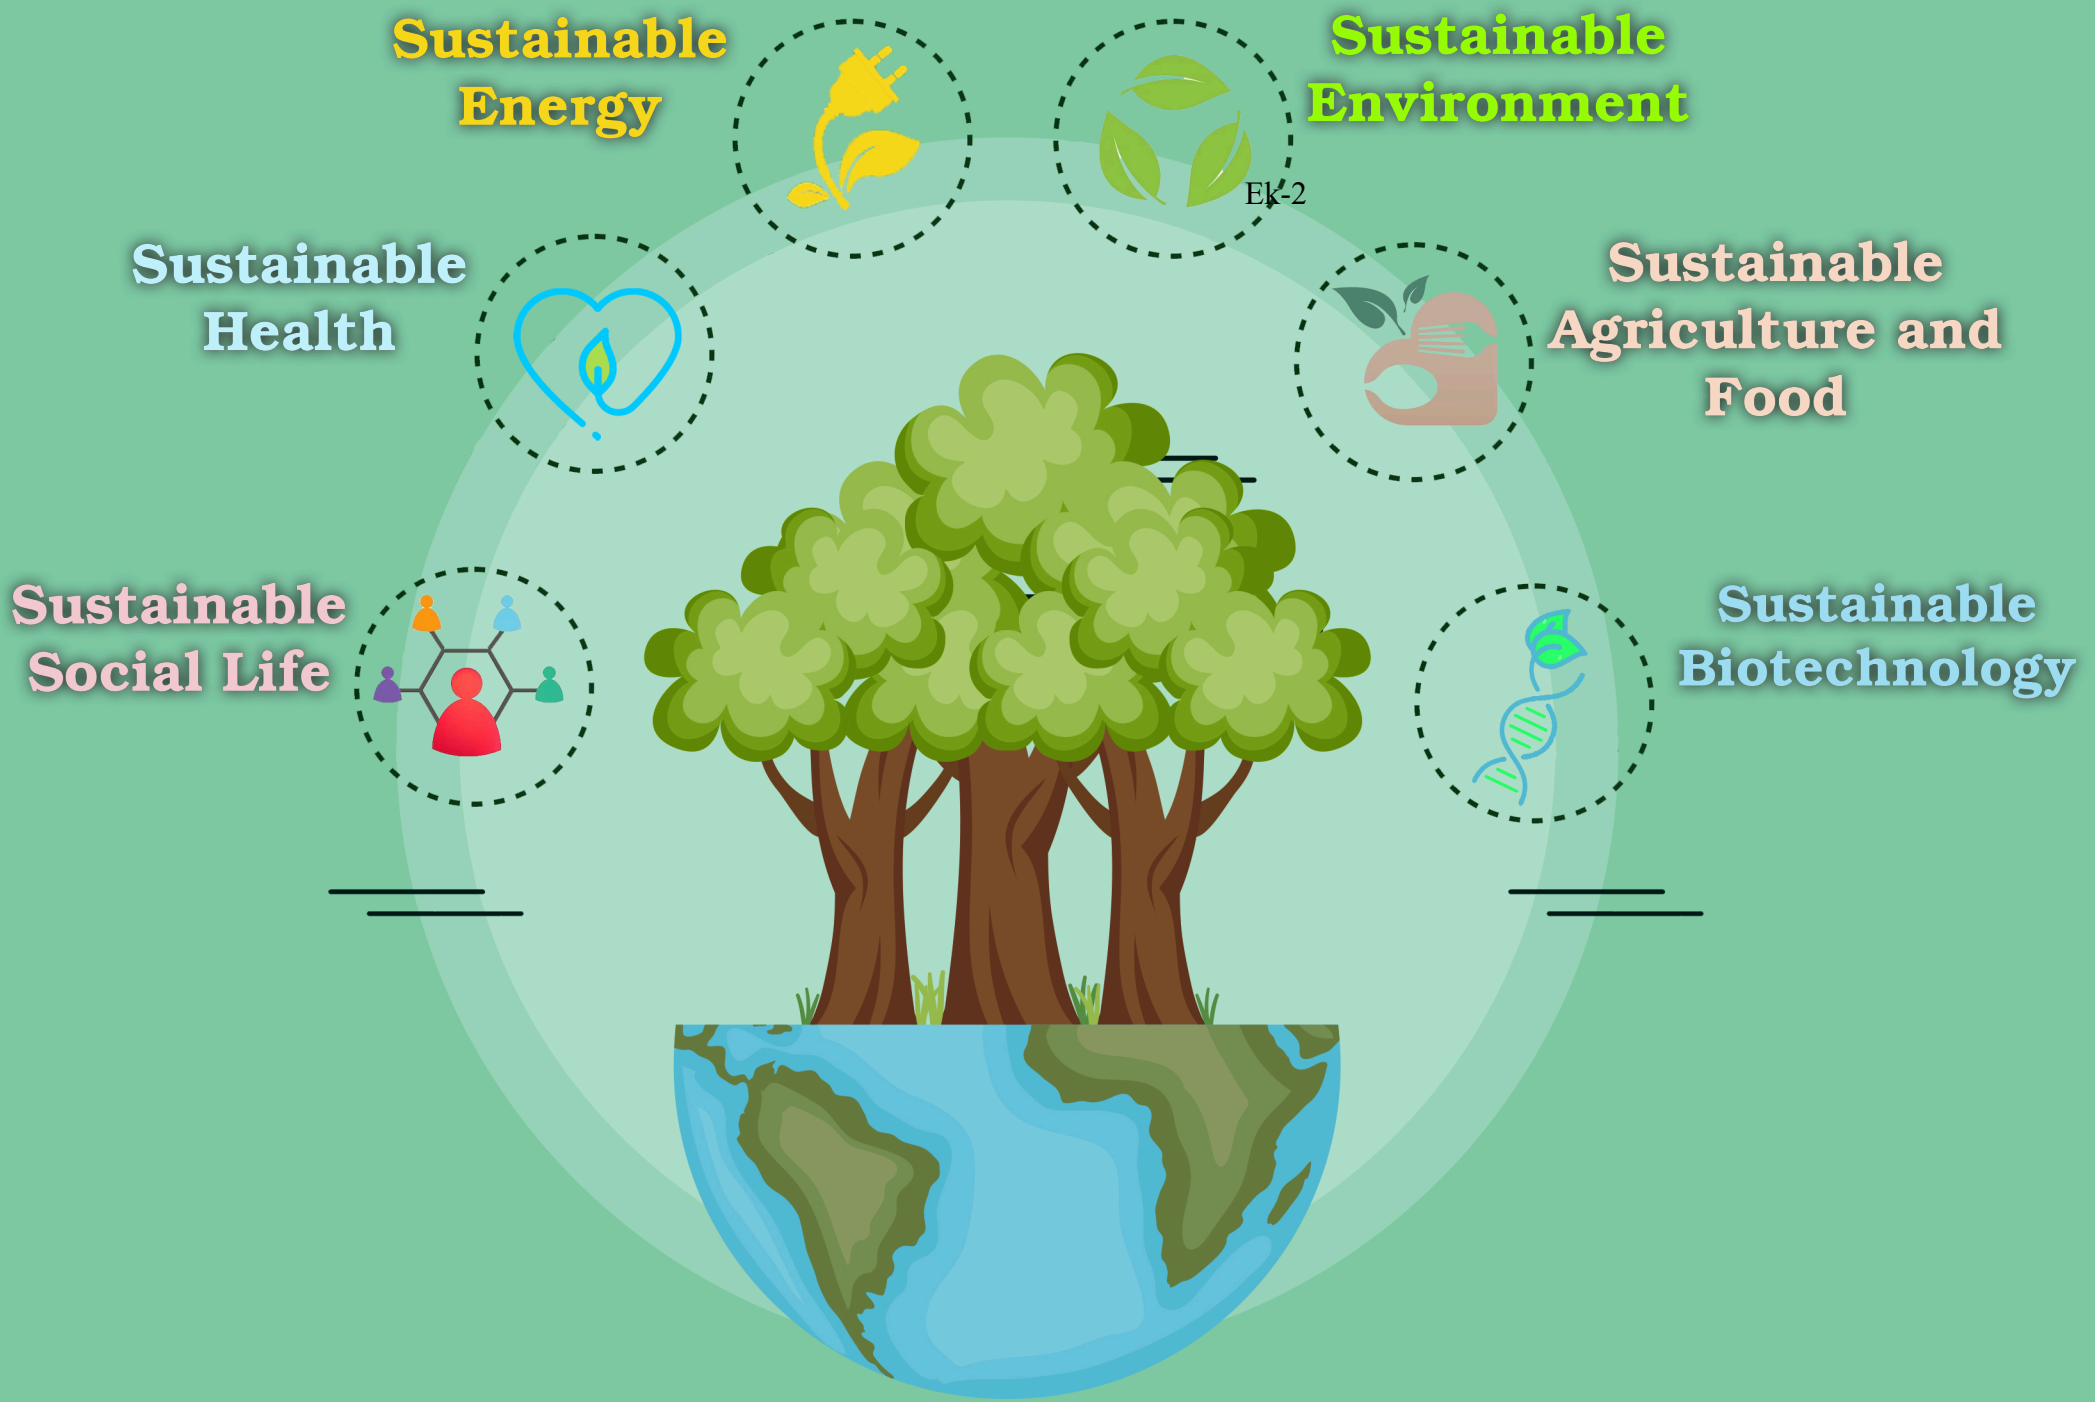 Sustainable
Energy
Sustainable
Environment
Ek-2
Sustainable
Health
Sustainable
Agriculture and
Food
Sustainable
Social Life
Sustainable
Biotechnology